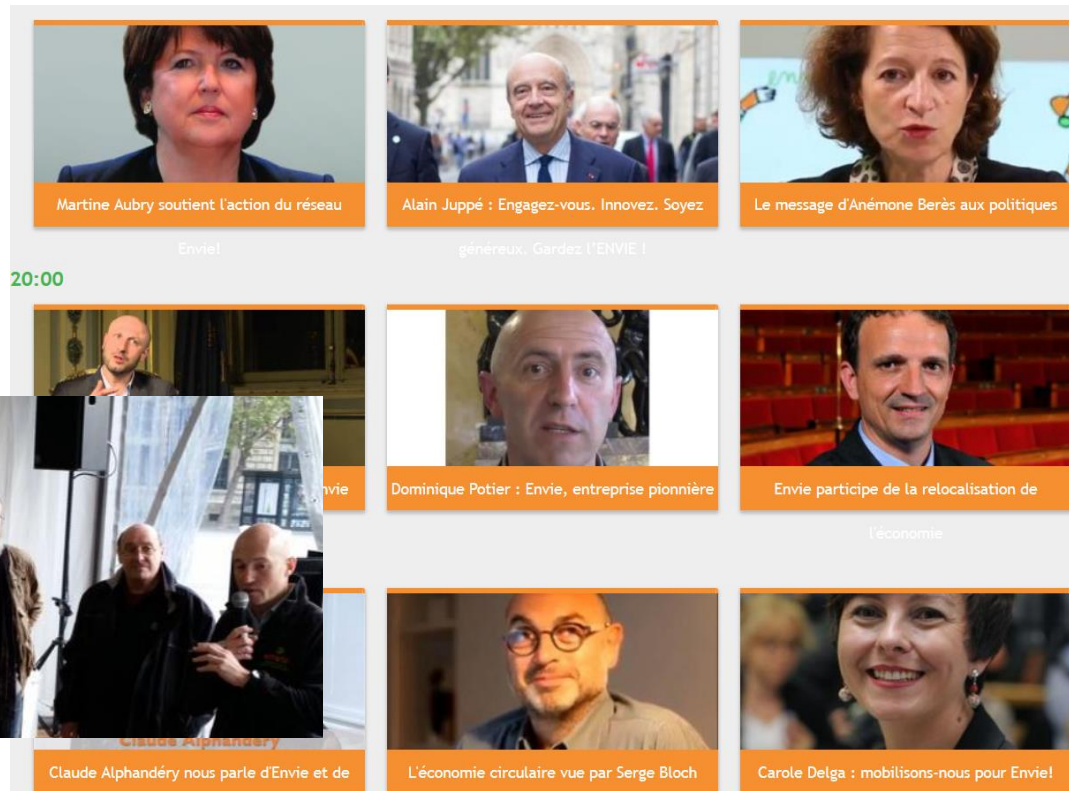 Martine Aubry soutient l'action du réseau
Envie!
Alain Juppé : Engagez-vous. Innovez. Soyez
généreux. Gardez l'ENVIE !
Le message d'Anémone Berès aux politiques
20:00
nvie
Dominique Potier : Envie, entreprise pionnière
Envie participe de la relocalisation de
l'économie
Claude Alphandéry
Claude Alphandéry nous parle d'Envie et de
L'économie circulaire vue par Serge Bloch
Carole Delga : mobilisons-nous pour Envie!